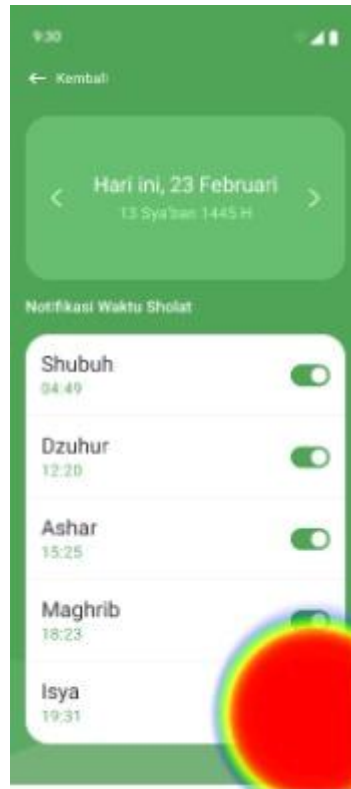 9:30
Kembali
Hari ini, 23 Februari
13 Sya'ban 1445 H
Notifikasi Waktu Sholat
Shubuh
04:49
Dzuhur
12:20
Ashar
15:25
Maghrib
18:23
Isya
19:31